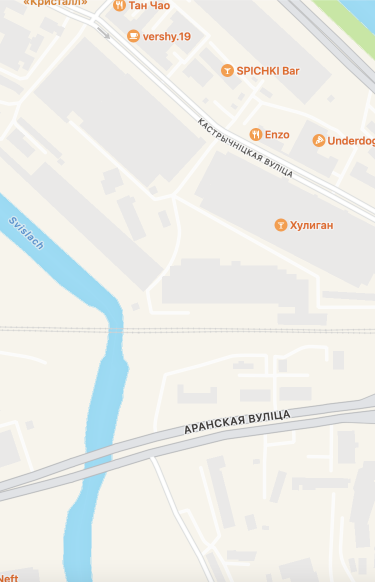 «Кристалл»
Тан Чао
vershy.19
SPICHKI Bar
КАСТРЫЧНІЦКАЯ ВУЛІЦА
Enzo
Underdog
Хулиган
Svislach
АРАНСКАЯ ВУЛІЦА
Neft